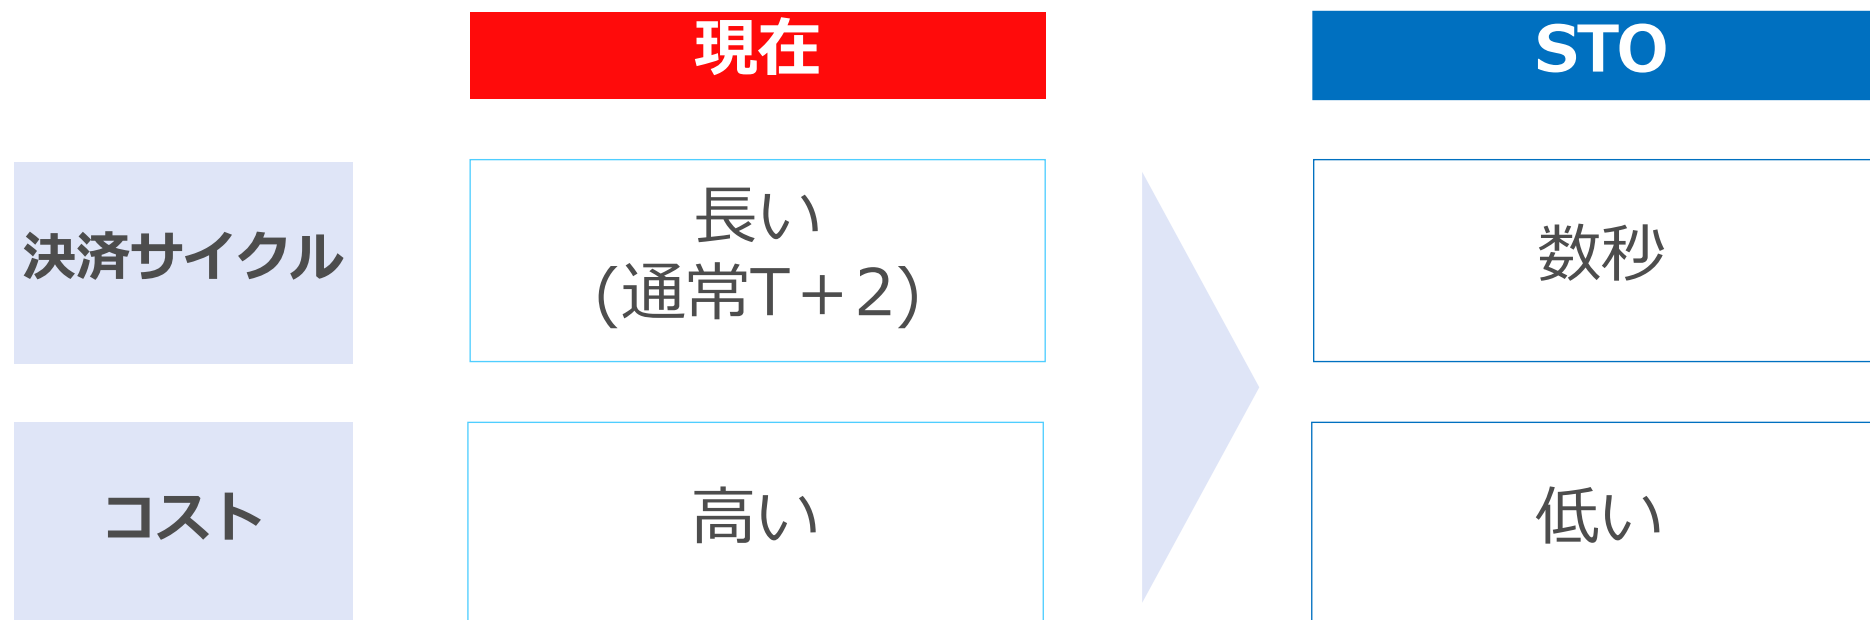 現在
STO
決済サイクル
長い
(通常T+2)
数秒
コスト
高い
低い